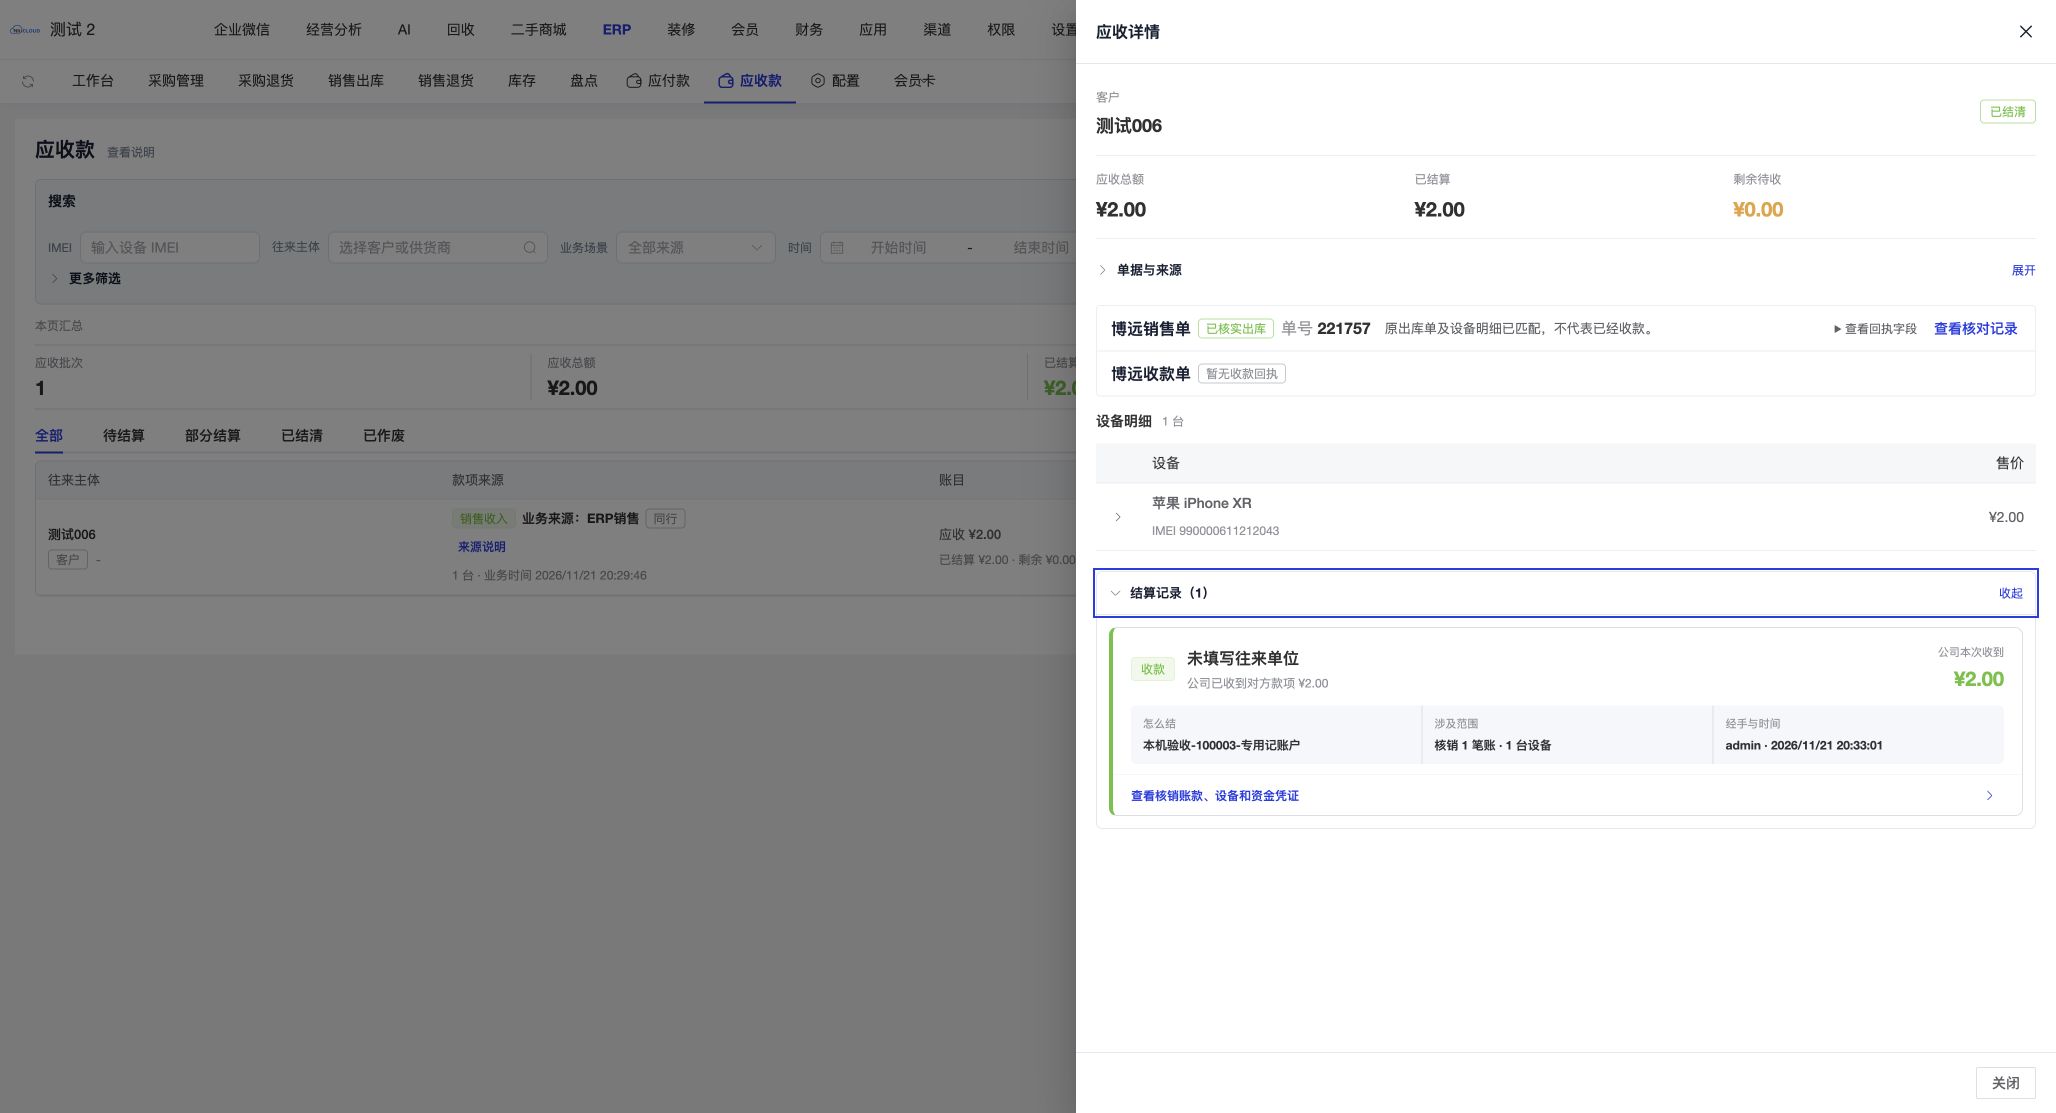 测试 2
企业微信 经营分析 AI 回收 二手商城 ERP 装修 会员 财务 应用 渠道 权限 设置
工作台 采购管理 采购退货 销售出库 销售退货 库存 盘点 应付款 应收款 配置 会员卡
应收款 查看说明
搜索
IMEI 输入设备 IMEI 往来主体 选择客户或供货商 业务场景 全部来源 时间 开始时间 - 结束时间
更多筛选
本页汇总
应收批次 应收总额 已结算
1 ¥2.00 ¥2.0
全部 待结算 部分结算 已结清 已作废
往来主体 款项来源 账目
测试006
客户 -
销售收入 业务来源：ERP销售 同行
来源说明
1 台 · 业务时间 2026/11/21 20:29:46
应收 ¥2.00
已结算 ¥2.00 · 剩余 ¥0.00
应收详情
客户
测试006
已结清
应收总额 已结算 剩余待收
¥2.00 ¥2.00 ¥0.00
单据与来源 展开
博远销售单 已核实出库 单号 221757 原出库单及设备明细已匹配，不代表已经收款。 查看回执字段 查看核对记录
博远收款单 暂无收款回执
设备明细 1 台
设备 售价
苹果 iPhone XR
IMEI 990000611212043
¥2.00
结算记录（1） 收起
收款 未填写往来单位
公司已收到对方款项 ¥2.00
公司本次收到
¥2.00
怎么结 涉及范围 经手与时间
本机验收-100003-专用记账户 核销 1 笔账 · 1 台设备 admin · 2026/11/21 20:33:01
查看核销账款、设备和资金凭证
关闭